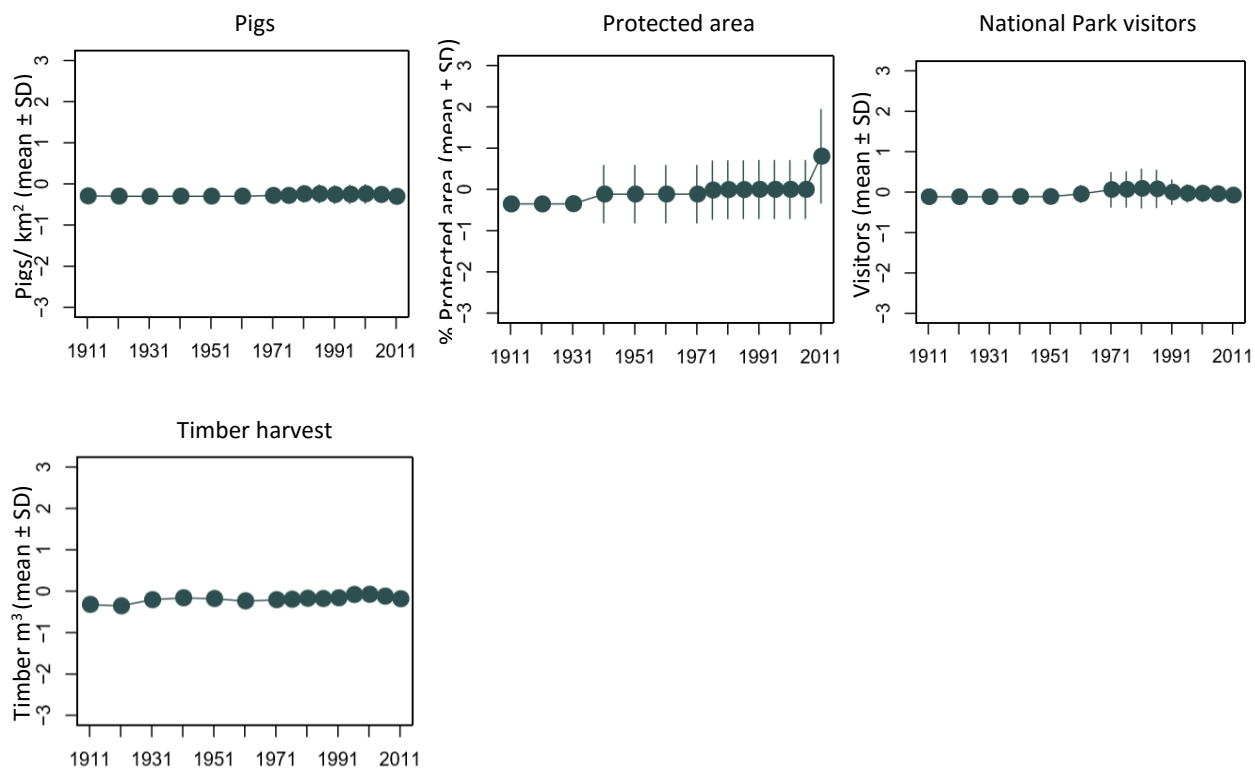 Pigs
Pigs/ km² (mean ± SD)
3
2
1
0
−1
−2
−3
1911 1931 1951 1971 1991 2011
Protected area
% Protected area (mean + SD)
3
2
1
0
−1
−2
−3
1911 1931 1951 1971 1991 2011
National Park visitors
Visitors (mean ± SD)
3
2
1
0
−1
−2
−3
1911 1931 1951 1971 1991 2011
Timber harvest
Timber m³ (mean ± SD)
3
2
1
0
−1
−2
−3
1911 1931 1951 1971 1991 2011